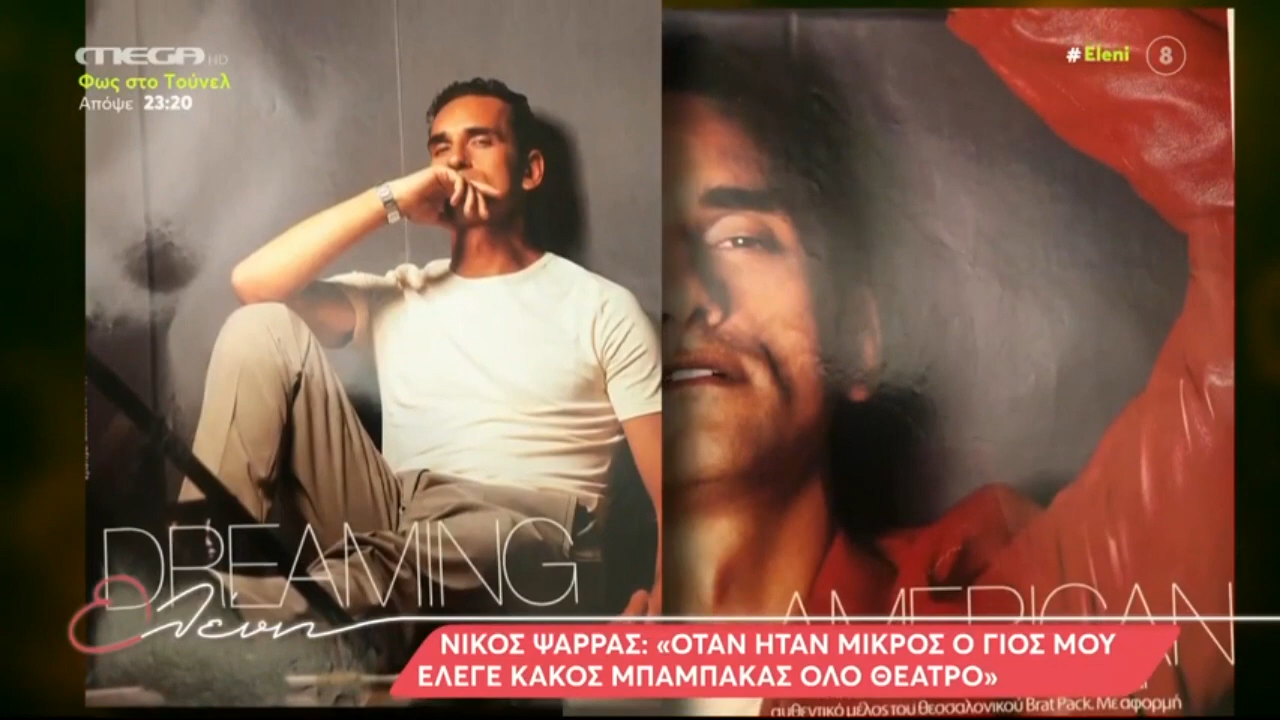 MEGA HD
Φως στο Τούνελ
Απόψε 23:20
#Eleni 8
DREAMING
AMERICAN
Ελένη
ΝΙΚΟΣ ΨΑΡΡΑΣ: «ΟΤΑΝ ΗΤΑΝ ΜΙΚΡΟΣ Ο ΓΙΟΣ ΜΟΥ
ΕΛΕΓΕ ΚΑΚΟΣ ΜΠΑΜΠΑΚΑΣ ΟΛΟ ΘΕΑΤΡΟ»
αυθεντικό μέλος του θεσσαλονικού Brat Pack. Με αφορμή